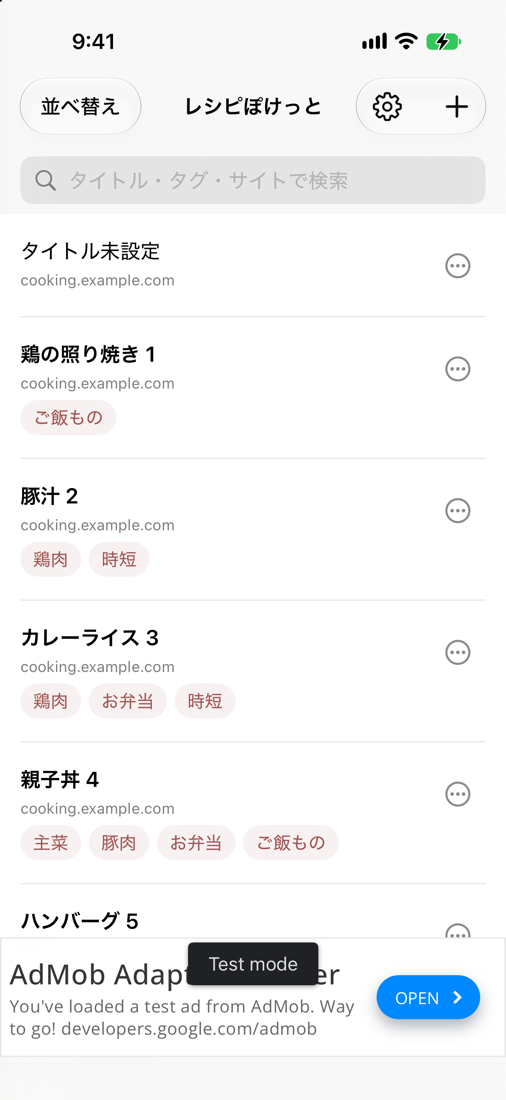 9:41
並べ替え レシピぽけっと
タイトル・タグ・サイトで検索
タイトル未設定
cooking.example.com
鶏の照り焼き 1
cooking.example.com
ご飯もの
豚汁 2
cooking.example.com
鶏肉 時短
カレーライス 3
cooking.example.com
鶏肉 お弁当 時短
親子丼 4
cooking.example.com
主菜 豚肉 お弁当 ご飯もの
ハンバーグ 5
Test mode
AdMob
You've loaded a test ad from AdMob. Way
to go! developers.google.com/admob
OPEN